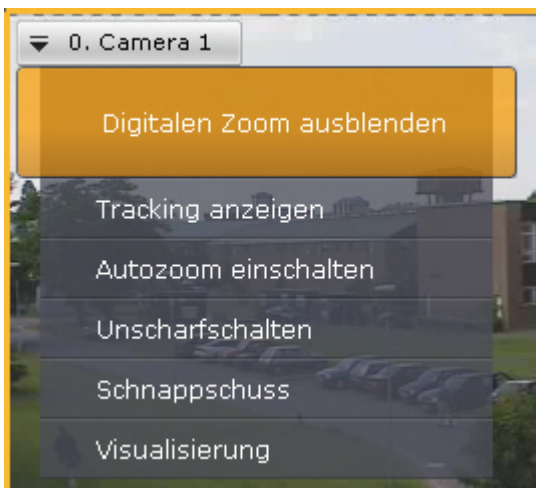 0. Camera 1
Digitalen Zoom ausblenden
Tracking anzeigen
Autozoom einschalten
Unscharfschalten
Schnappschuss
Visualisierung